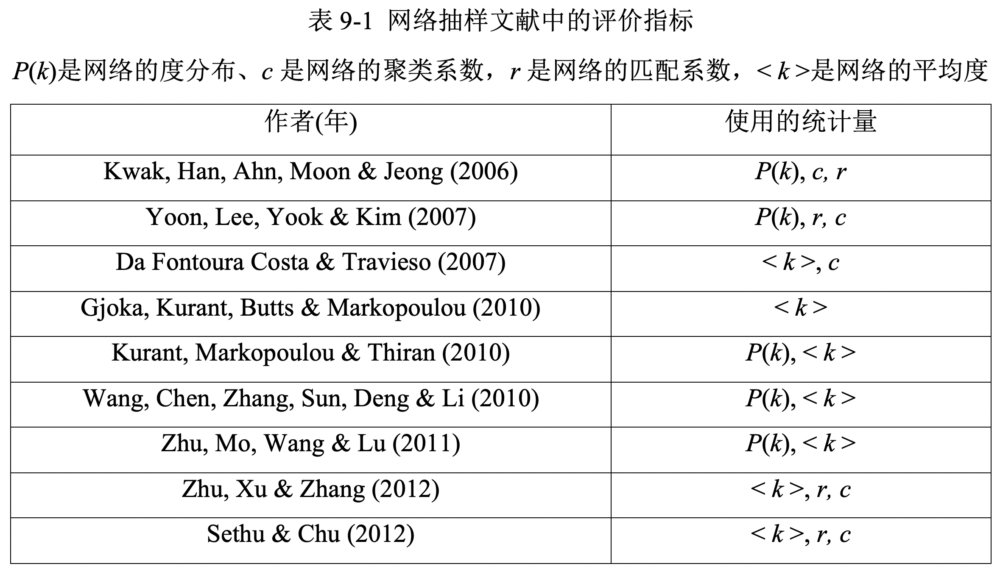 表 9-1 网络抽样文献中的评价指标
P(k)是网络的度分布、c 是网络的聚类系数，r 是网络的匹配系数，< k >是网络的平均度
作者(年) 使用的统计量
Kwak, Han, Ahn, Moon & Jeong (2006) P(k), c, r
Yoon, Lee, Yook & Kim (2007) P(k), r, c
Da Fontoura Costa & Travieso (2007) < k >, c
Gjoka, Kurant, Butts & Markopoulou (2010) < k >
Kurant, Markopoulou & Thiran (2010) P(k), < k >
Wang, Chen, Zhang, Sun, Deng & Li (2010) P(k), < k >
Zhu, Mo, Wang & Lu (2011) P(k), < k >
Zhu, Xu & Zhang (2012) < k >, r, c
Sethu & Chu (2012) < k >, r, c